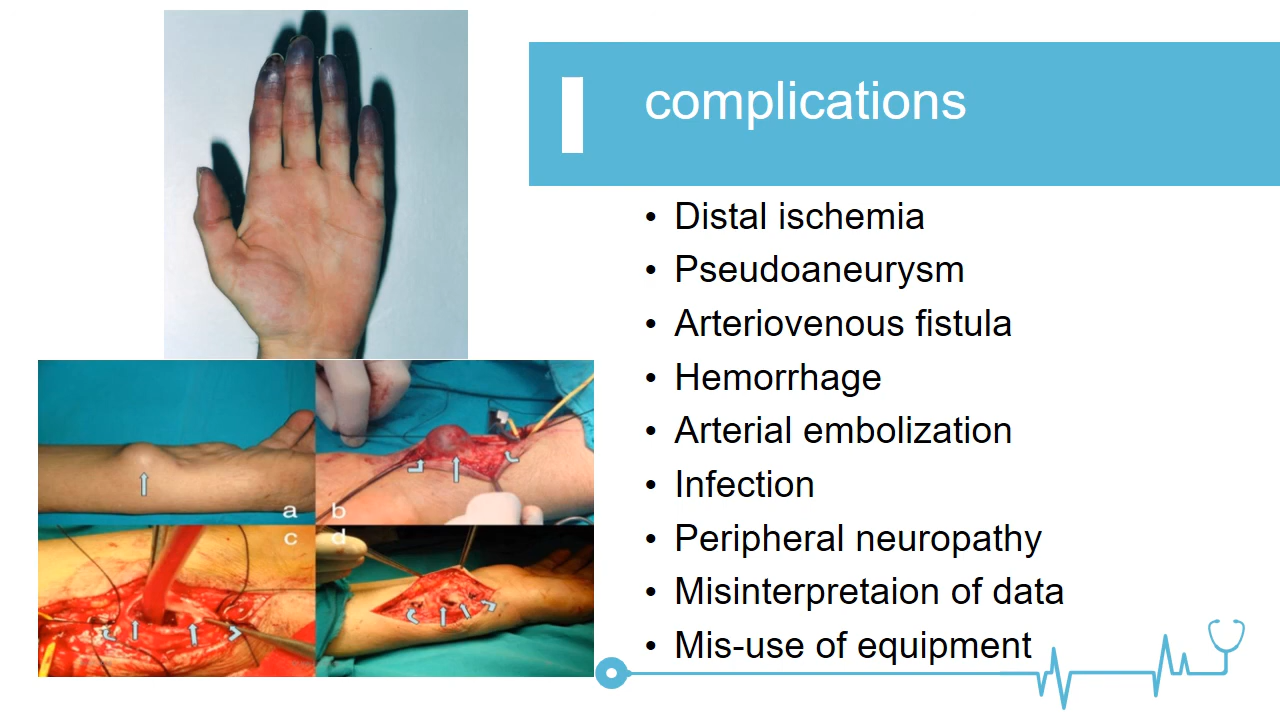 complications
• Distal ischemia
• Pseudoaneurysm
• Arteriovenous fistula
• Hemorrhage
• Arterial embolization
• Infection
• Peripheral neuropathy
• Misinterpretaion of data
• Mis-use of equipment
a
b
c
d